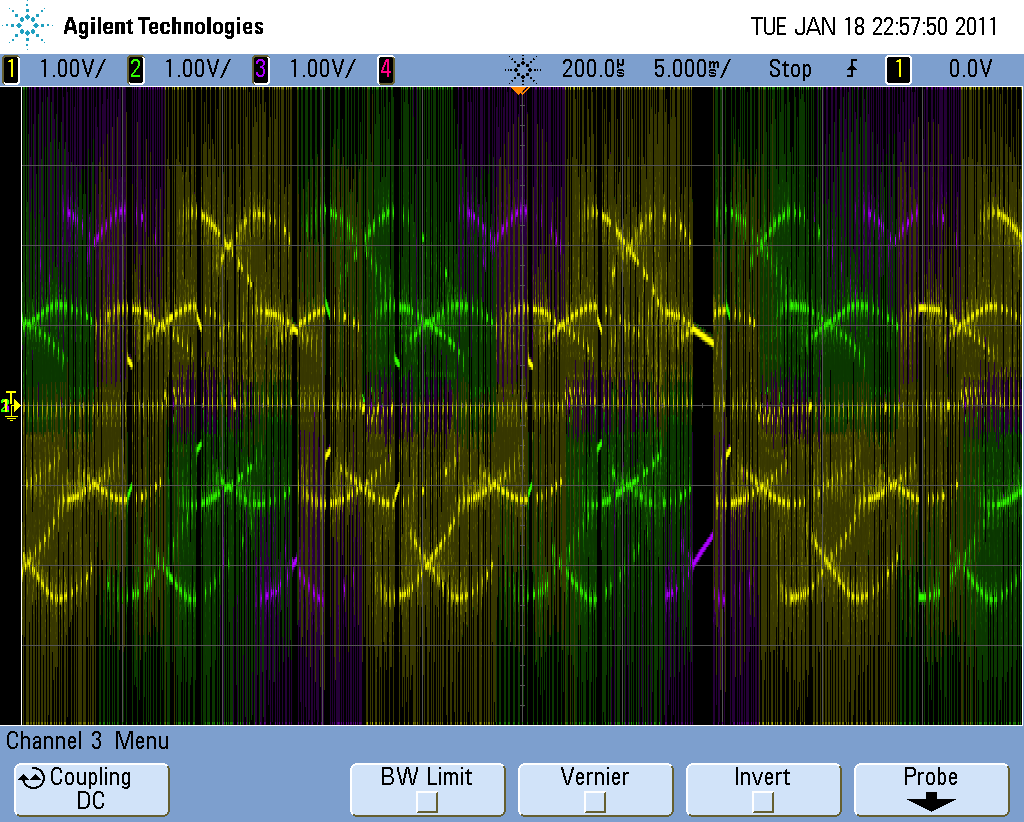 Agilent Technologies
TUE JAN 18 22:57:50 2011
1 1.00V/ 2 1.00V/ 3 1.00V/ 4 200.0µs 5.000ms/ Stop 1 0.0V
Channel 3 Menu
Coupling
DC
BW Limit
Vernier
Invert
Probe